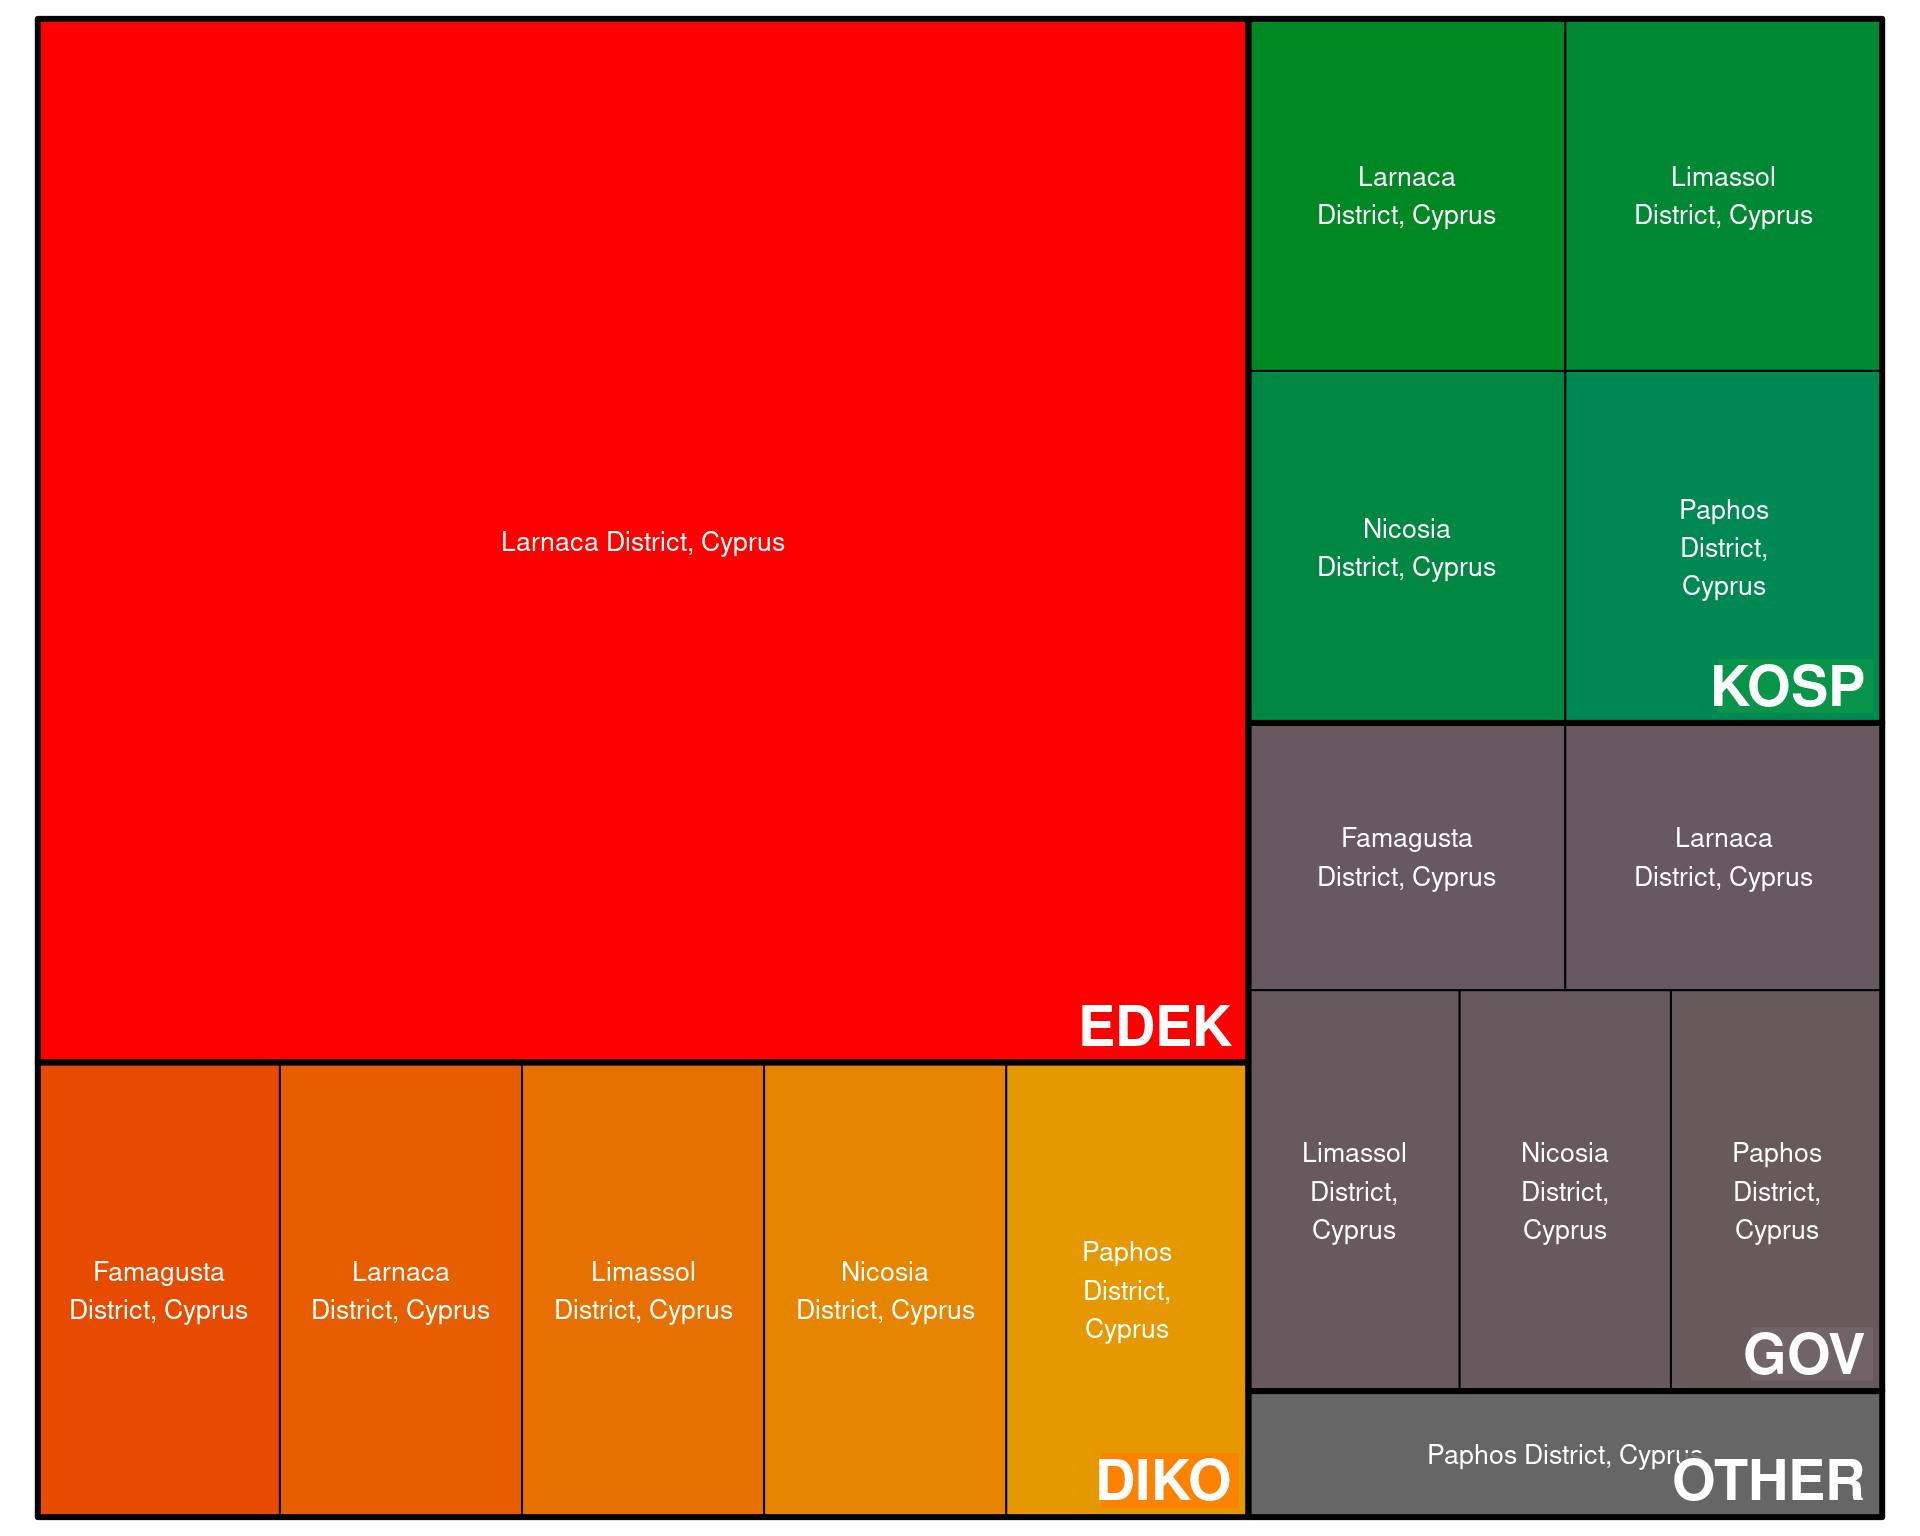 Larnaca District, Cyprus
EDEK
Famagusta
District, Cyprus
Larnaca
District, Cyprus
Limassol
District, Cyprus
Nicosia
District, Cyprus
Paphos
District,
Cyprus
DIKO
Larnaca
District, Cyprus
Limassol
District, Cyprus
Nicosia
District, Cyprus
Paphos
District,
Cyprus
KOSP
Famagusta
District, Cyprus
Larnaca
District, Cyprus
Limassol
District,
Cyprus
Nicosia
District,
Cyprus
Paphos
District,
Cyprus
GOV
Paphos District, Cyprus
OTHER